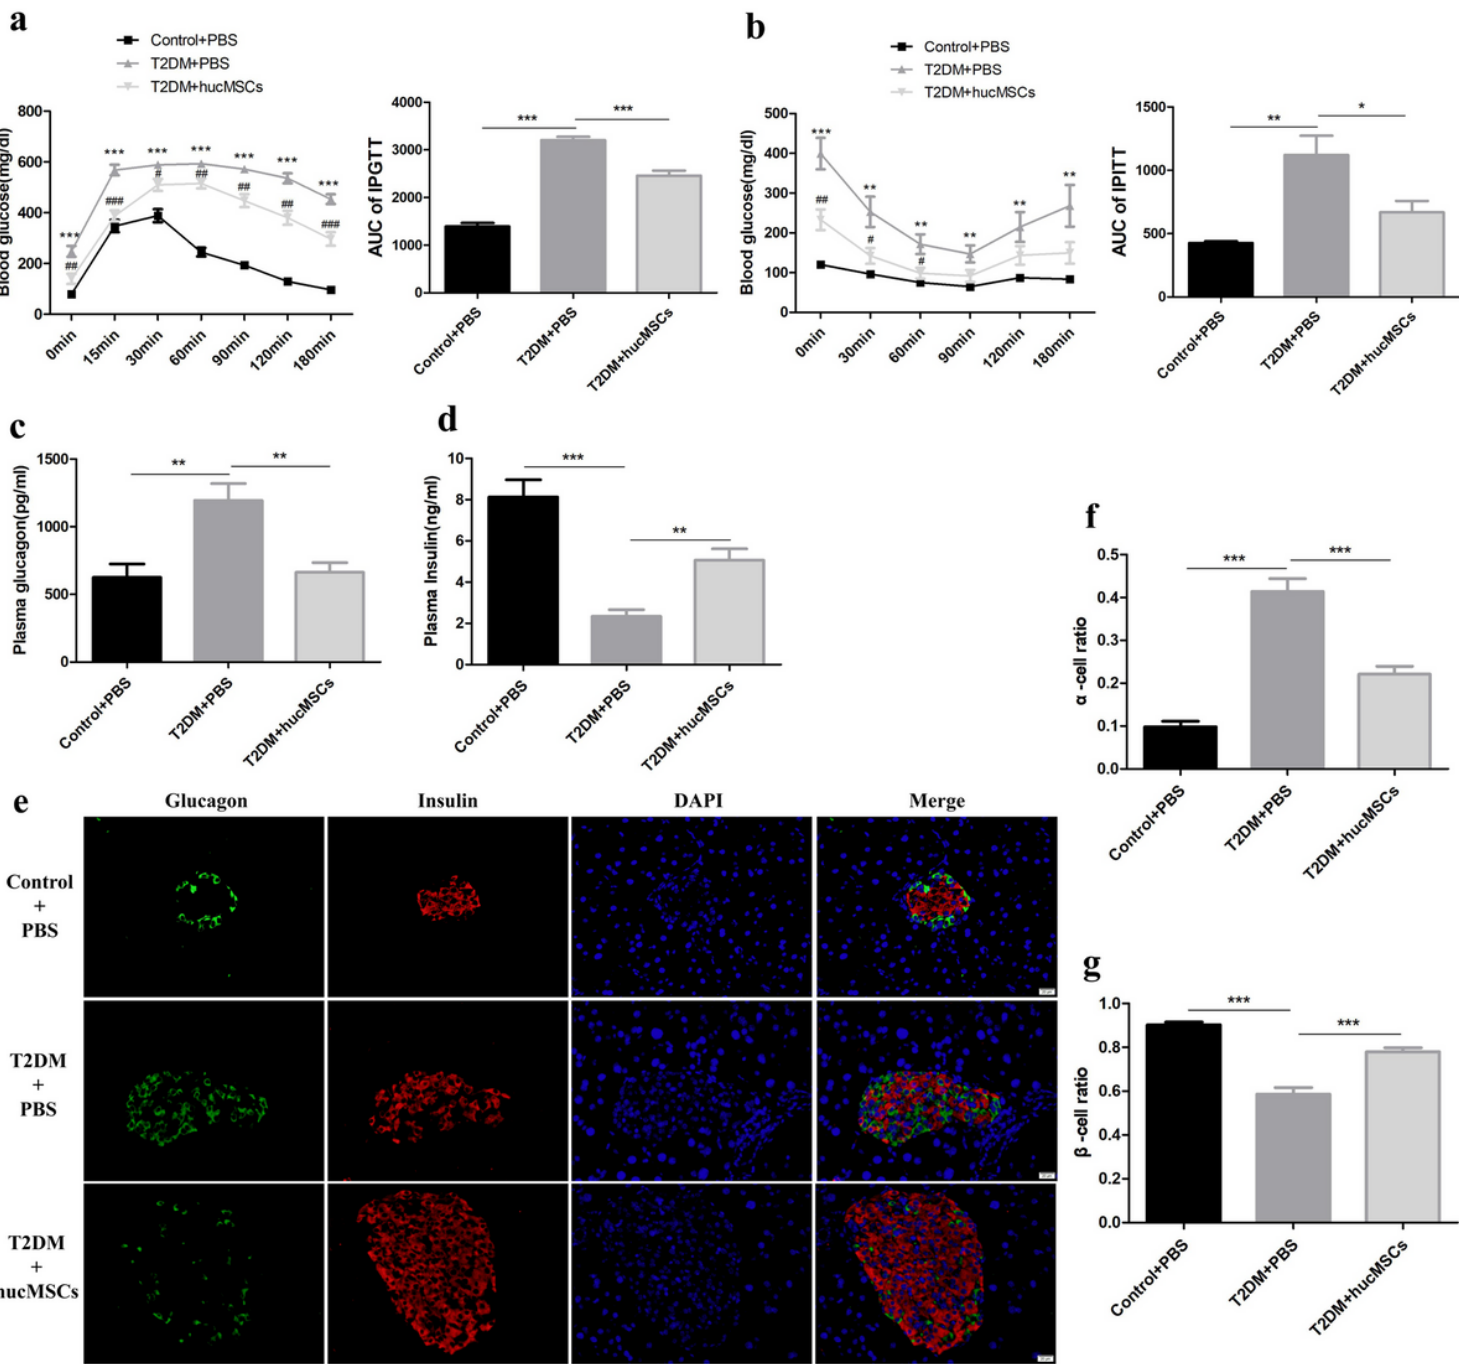 a
Control+PBS
T2DM+PBS
T2DM+hucMSCs
Blood glucose(mg/dl)
800
600
400
200
0
***
***
***
***
***
***
***
##
###
#
##
##
##
###
0min
15min
30min
60min
90min
120min
180min
AUC of IPGTT
4000
3000
2000
1000
0
***
***
Control+PBS
T2DM+PBS
T2DM+hucMSCs
b
Control+PBS
T2DM+PBS
T2DM+hucMSCs
Blood glucose(mg/dl)
500
400
300
200
100
0
***
**
**
**
**
**
##
#
#
0min
30min
60min
90min
120min
180min
AUC of IPITT
1500
1000
500
0
**
*
Control+PBS
T2DM+PBS
T2DM+hucMSCs
c
Plasma glucagon(pg/ml)
1500
1000
500
0
**
**
Control+PBS
T2DM+PBS
T2DM+hucMSCs
d
Plasma Insulin(ng/ml)
10
8
6
4
2
0
***
**
Control+PBS
T2DM+PBS
T2DM+hucMSCs
f
α -cell ratio
0.5
0.4
0.3
0.2
0.1
0.0
***
***
Control+PBS
T2DM+PBS
T2DM+hucMSCs
e
Glucagon Insulin DAPI Merge
Control
+
PBS
T2DM
+
PBS
T2DM
+
hucMSCs
g
β -cell ratio
1.0
0.8
0.6
0.4
0.2
0.0
***
***
Control+PBS
T2DM+PBS
T2DM+hucMSCs